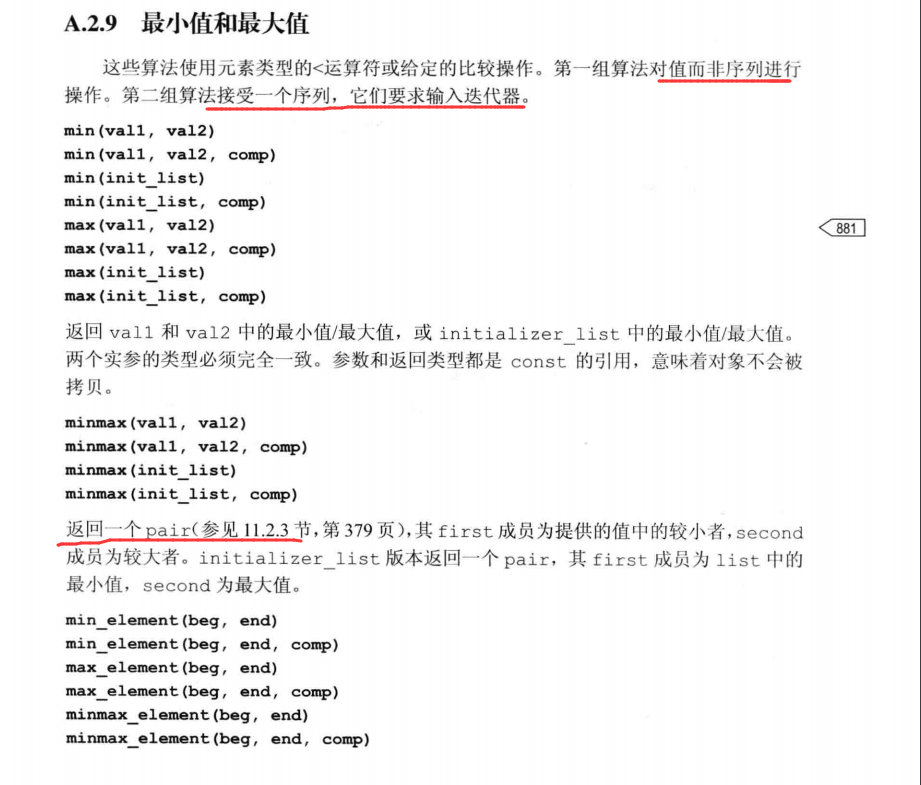 A.2.9 最小值和最大值
这些算法使用元素类型的<运算符或给定的比较操作。第一组算法对值而非序列进行
操作。第二组算法接受一个序列，它们要求输入迭代器。
min(val1, val2)
min(val1, val2, comp)
min(init_list)
min(init_list, comp)
max(val1, val2)
max(val1, val2, comp)
max(init_list)
max(init_list, comp)
881
返回 val1 和 val2 中的最小值/最大值，或 initializer_list 中的最小值/最大值。
两个实参的类型必须完全一致。参数和返回类型都是 const 的引用，意味着对象不会被
拷贝。
minmax(val1, val2)
minmax(val1, val2, comp)
minmax(init_list)
minmax(init_list, comp)
返回一个 pair(参见 11.2.3 节,第 379 页),其 first 成员为提供的值中的较小者,second
成员为较大者。initializer_list 版本返回一个 pair，其 first 成员为 list 中的
最小值，second 为最大值。
min_element(beg, end)
min_element(beg, end, comp)
max_element(beg, end)
max_element(beg, end, comp)
minmax_element(beg, end)
minmax_element(beg, end, comp)